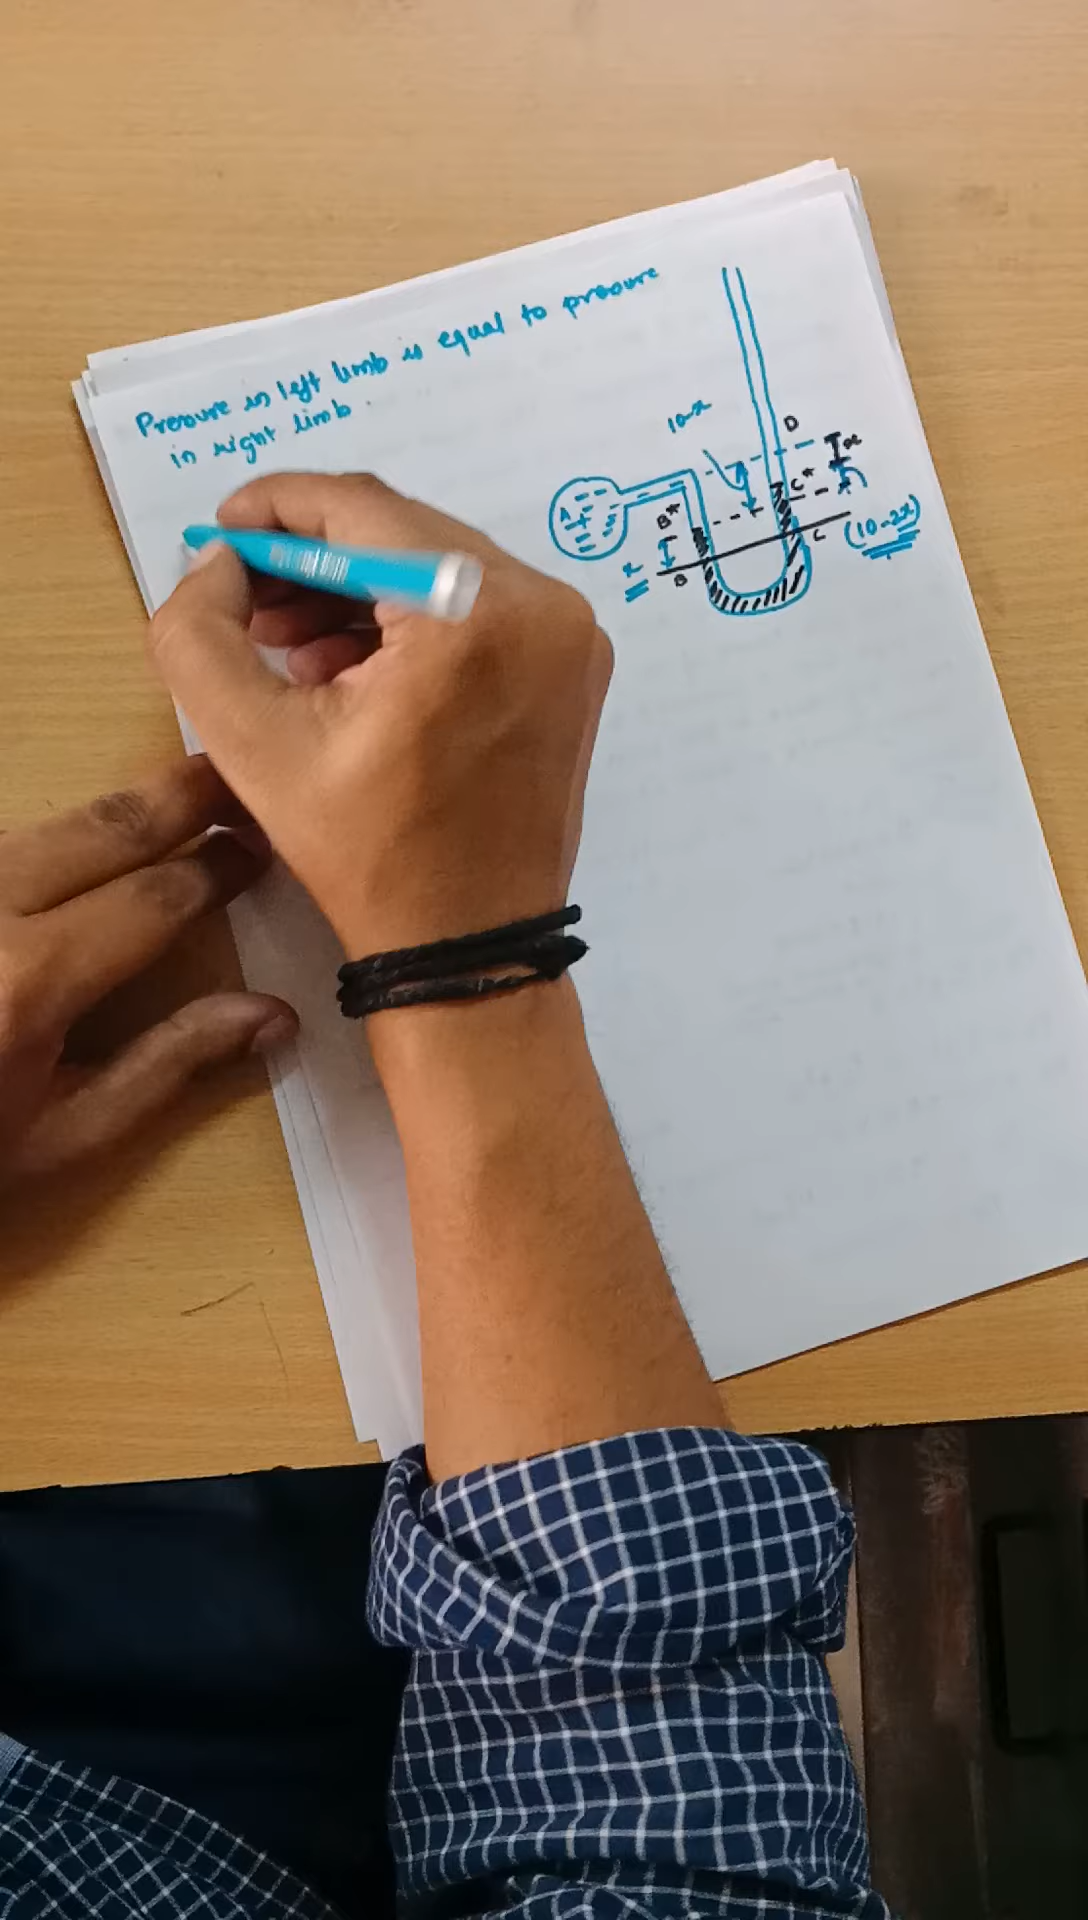 Pressure in left limb is equal to pressure
in right limb.
10-x
D
x
A
B*
C*
C
(10-2x)
x
B